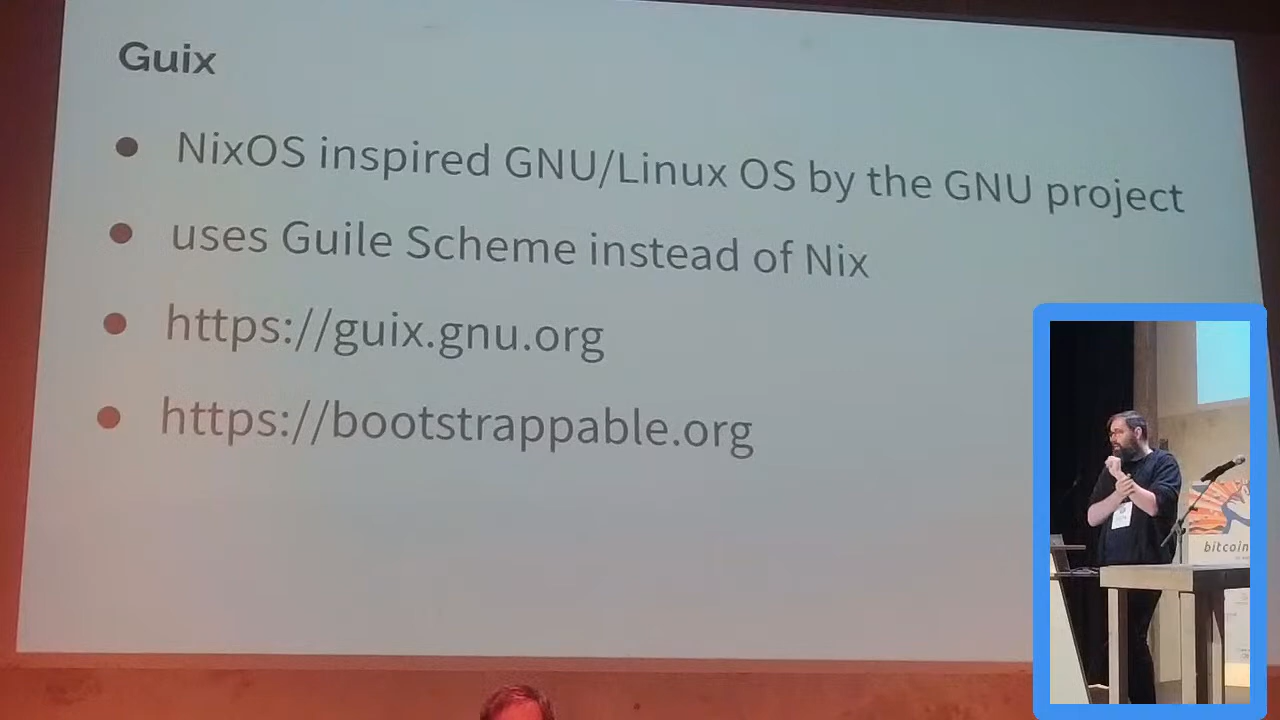 Guix
NixOS inspired GNU/Linux OS by the GNU project
uses Guile Scheme instead of Nix
https://guix.gnu.org
https://bootstrappable.org
bitcoin